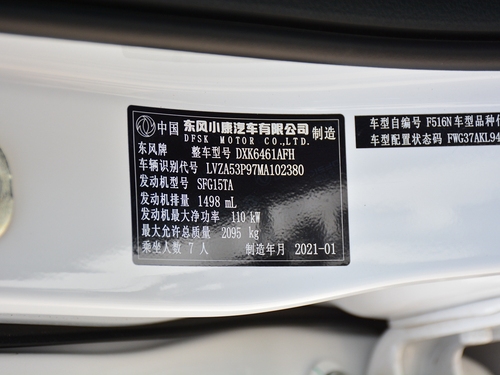 中国 东风小康汽车有限公司 制造
DFSK MOTOR CO.,LTD.
东风牌 整车型号 DXK6461AFH
车辆识别代号 LVZA53P97MA102380
发动机型号 SFG15TA
发动机排量 1498 mL
发动机最大净功率 110 kW
最大允许总质量 2095 kg
乘坐人数 7 人 制造年月 2021-01
车型自编号 F516N 车型品种
车型配置状态码 FWG37AKL94